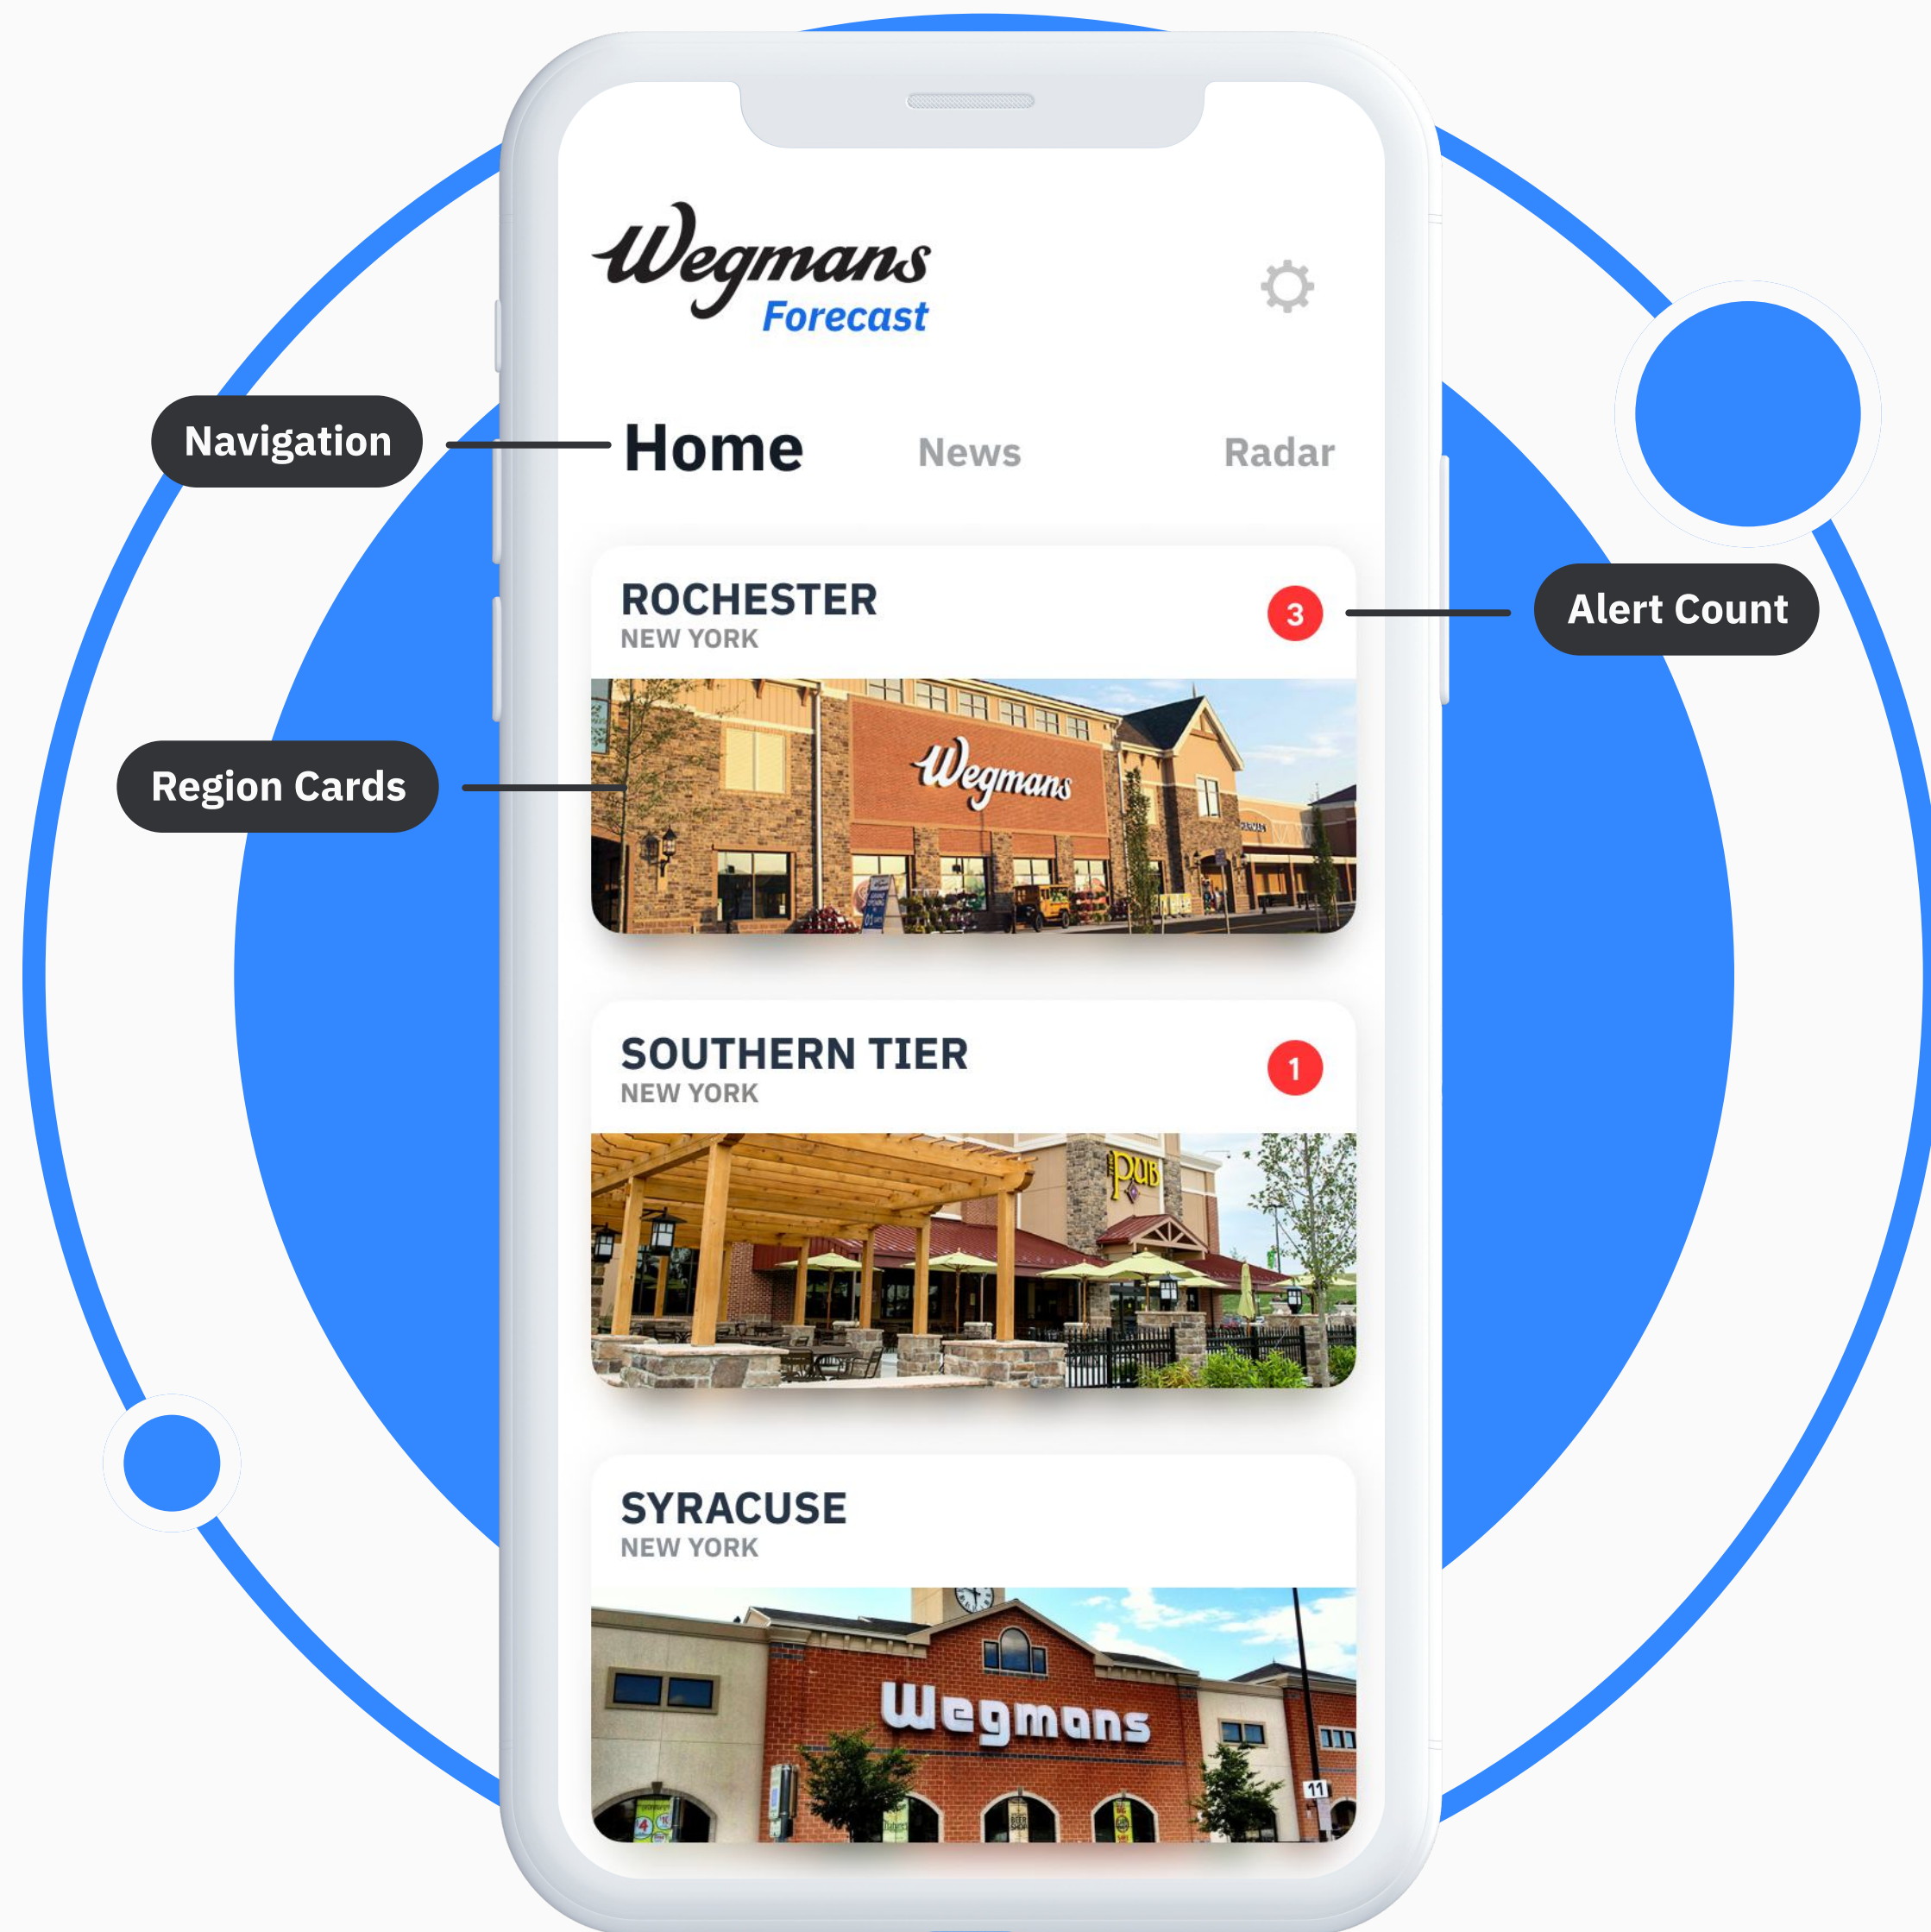 Wegmans
Forecast
Navigation
Home
News
Radar
ROCHESTER
NEW YORK
3
Alert Count
Region Cards
Wegmans
SOUTHERN TIER
NEW YORK
1
THE PUB
SYRACUSE
NEW YORK
Wegmans
11